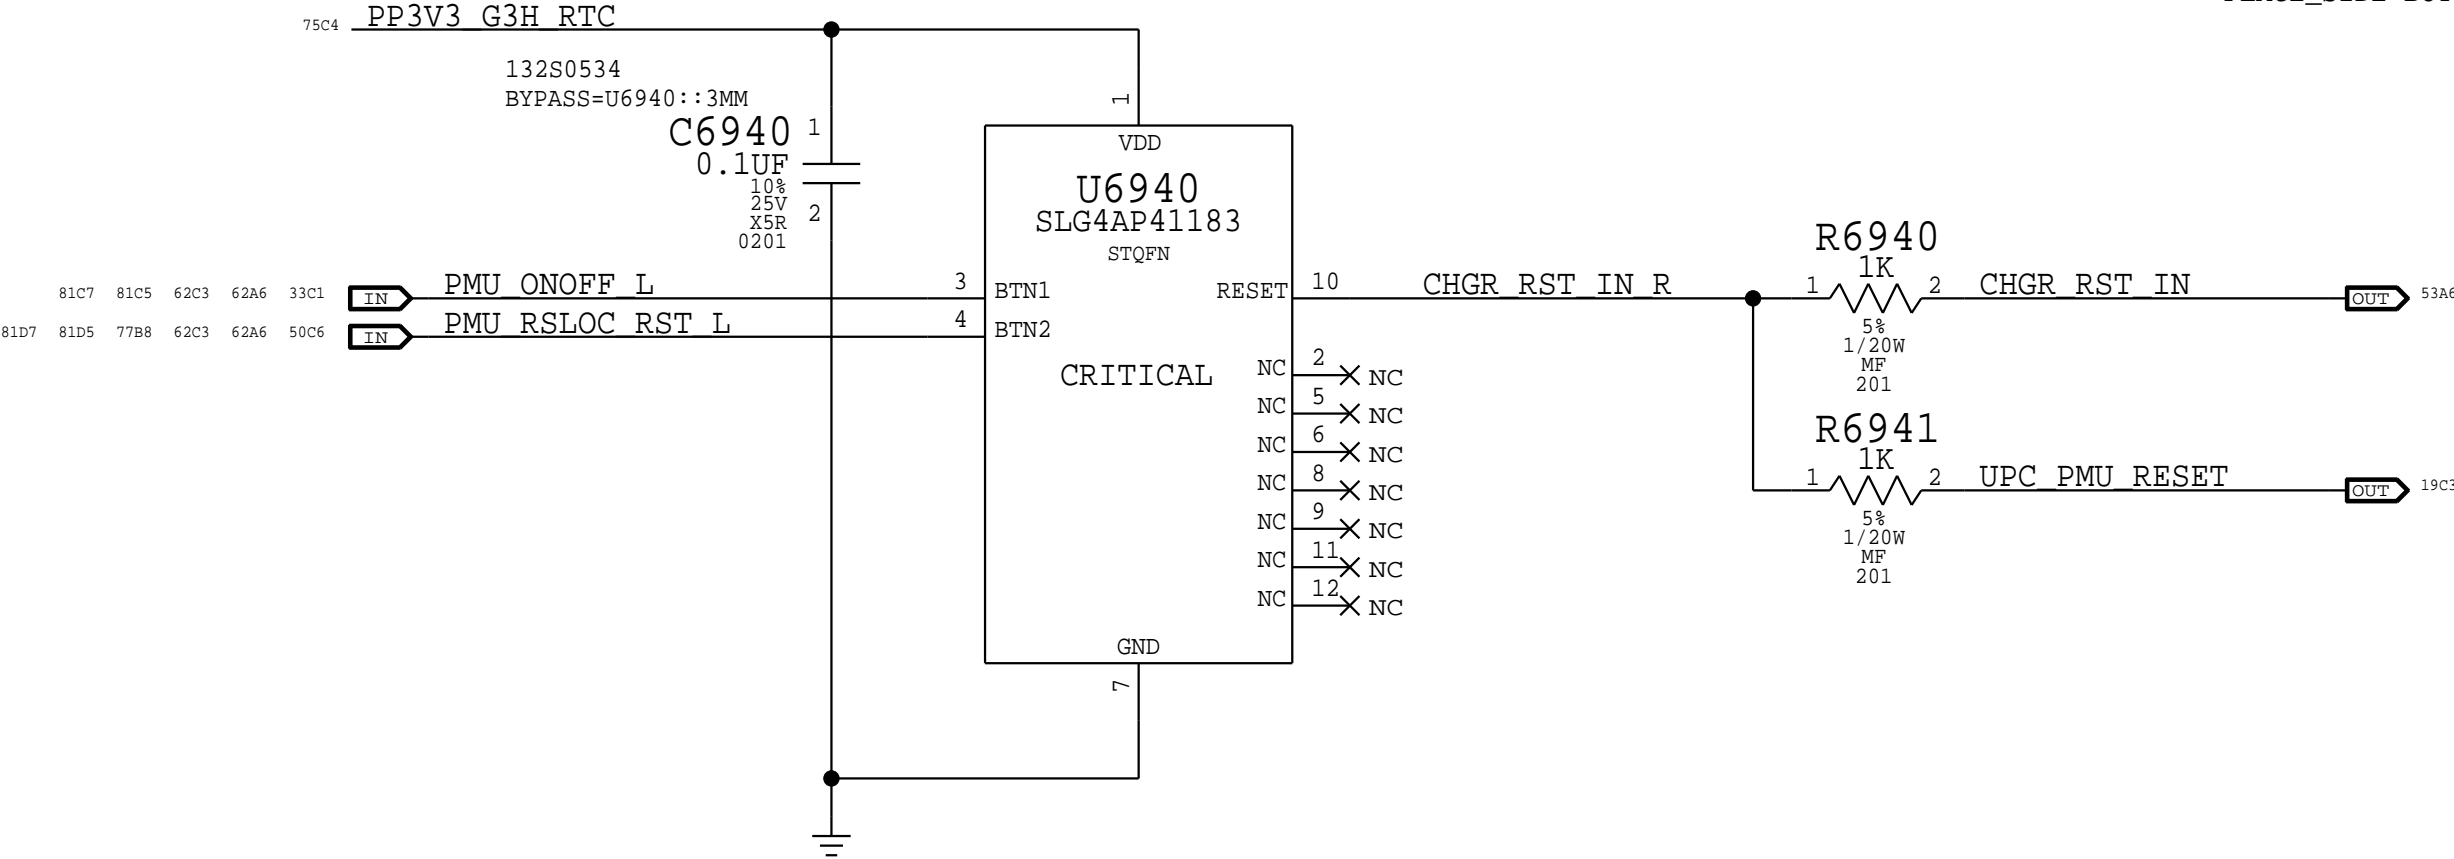 75C4 PP3V3_G3H_RTC
132S0534
BYPASS=U6940::3MM
C6940 1
0.1UF
10%
25V
X5R
0201
2
1
VDD
U6940
SLG4AP41183
STQFN
81C7 81C5 62C3 62A6 33C1 IN PMU_ONOFF_L 3 BTN1
81D7 81D5 77B8 62C3 62A6 50C6 IN PMU_RSLOC_RST_L 4 BTN2
RESET 10 CHGR_RST_IN_R
CRITICAL
NC 2 NC
NC 5 NC
NC 6 NC
NC 8 NC
NC 9 NC
NC 11 NC
NC 12 NC
GND
7
R6940
1K
1 2 CHGR_RST_IN OUT 53A6
5%
1/20W
MF
201
R6941
1K
1 2 UPC_PMU_RESET OUT 19C3
5%
1/20W
MF
201